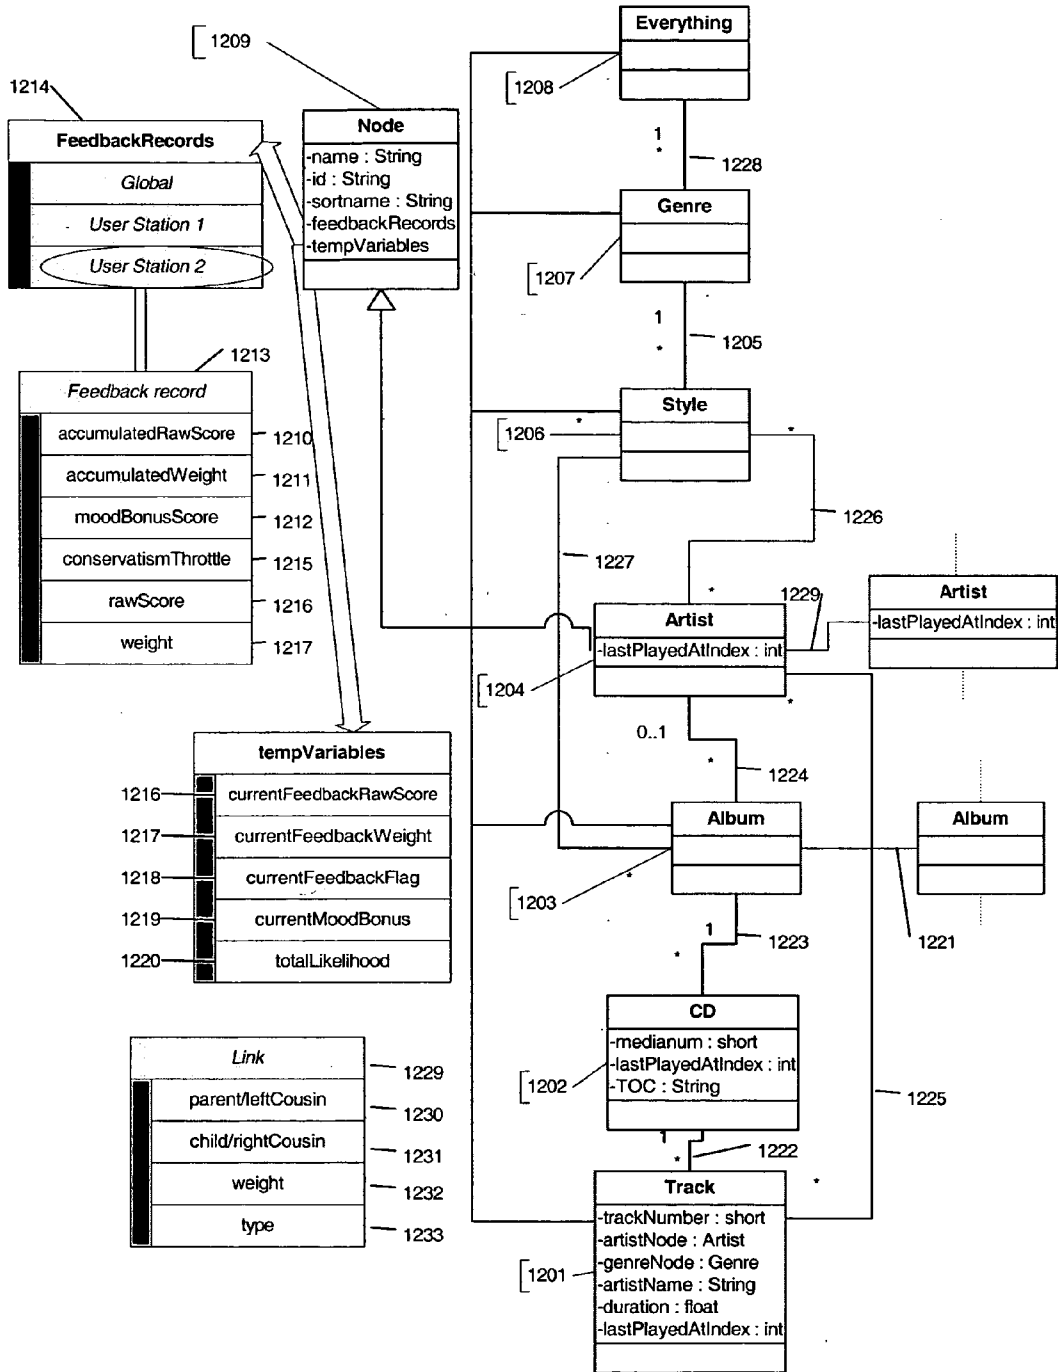 Everything
1209
1208
1214
Node
FeedbackRecords
-name : String
-id : String
-sortname : String
-feedbackRecords
-tempVariables
Global
User Station 1
User Station 2
1
*
1228
Genre
1207
1
*
1205
1213
Feedback record
accumulatedRawScore
1210
accumulatedWeight
1211
moodBonusScore
1212
conservatismThrottle
1215
rawScore
1216
weight
1217
Style
*
*
1206
1226
1227
*
1229
Artist
-lastPlayedAtIndex : int
Artist
-lastPlayedAtIndex : int
1204
*
0..1
*
1224
tempVariables
1216
currentFeedbackRawScore
1217
currentFeedbackWeight
1218
currentFeedbackFlag
1219
currentMoodBonus
1220
totalLikelihood
Album
Album
*
1203
1
*
1223
1221
CD
-medianum : short
-lastPlayedAtIndex : int
-TOC : String
1202
1225
Link
1229
parent/leftCousin
1230
child/rightCousin
1231
weight
1232
type
1233
1
*
1222
*
Track
-trackNumber : short
-artistNode : Artist
-genreNode : Genre
-artistName : String
-duration : float
-lastPlayedAtIndex : int
1201